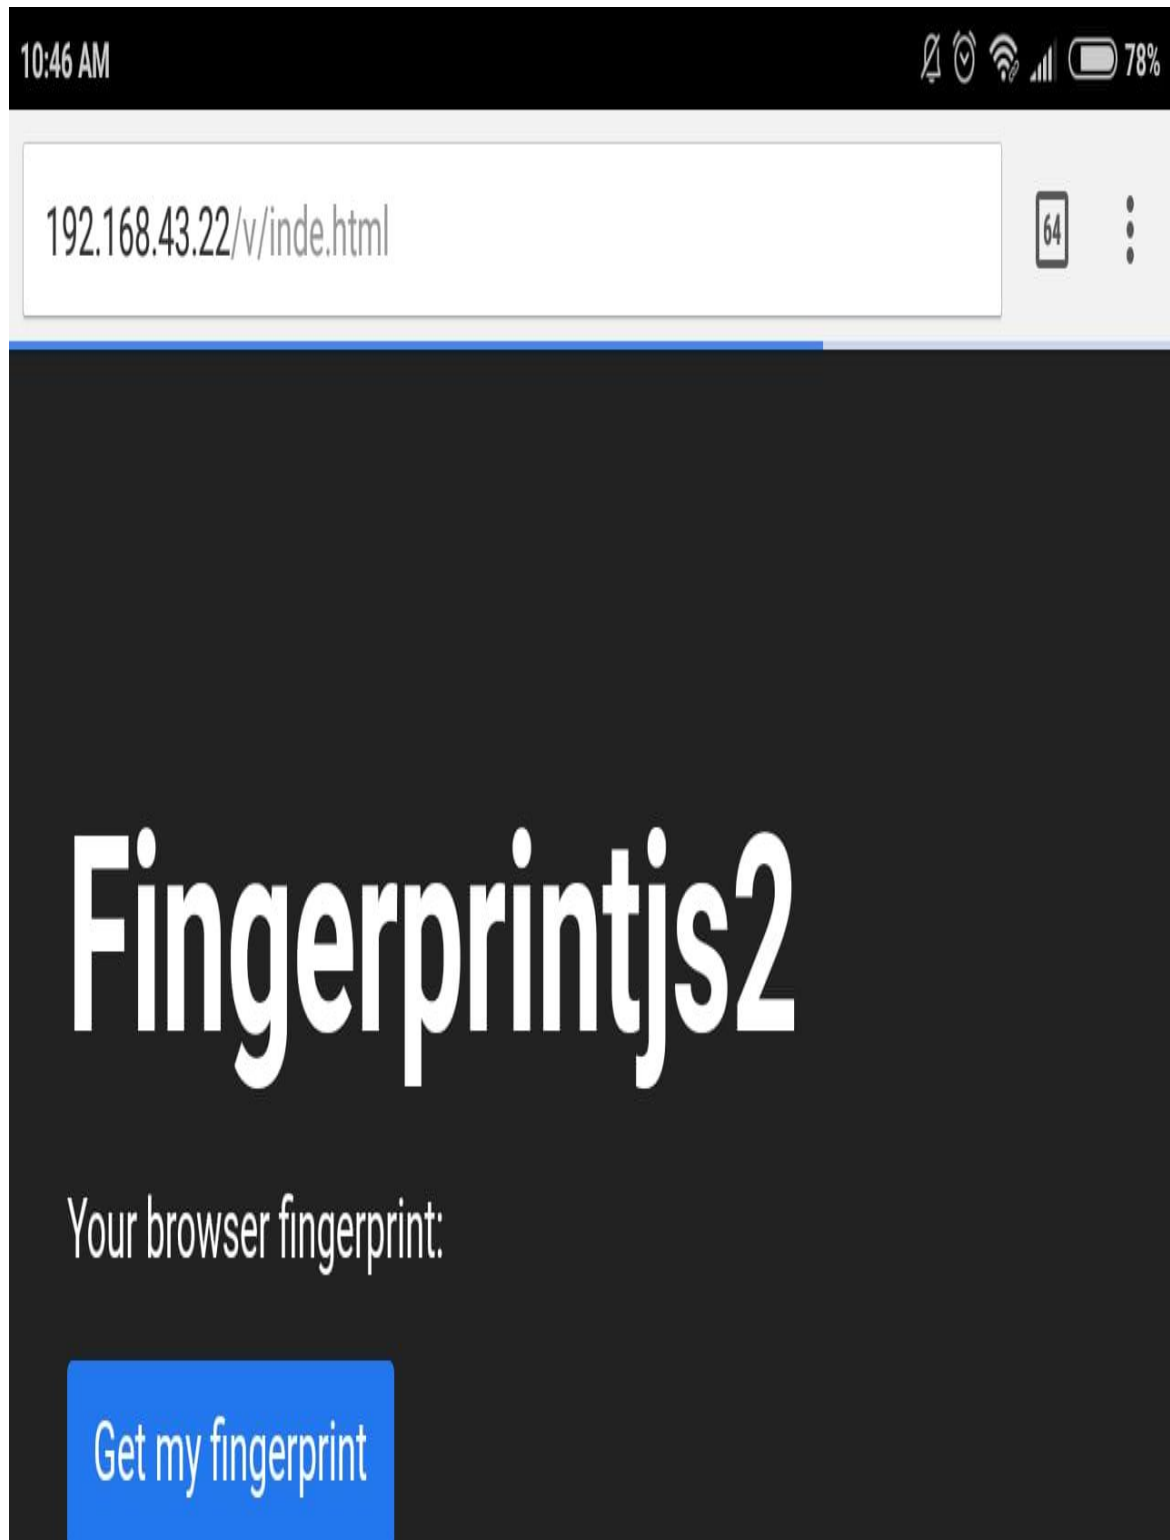 10:46 AM 78%
192.168.43.22/v/inde.html 64
Fingerprintjs2
Your browser fingerprint:
Get my fingerprint